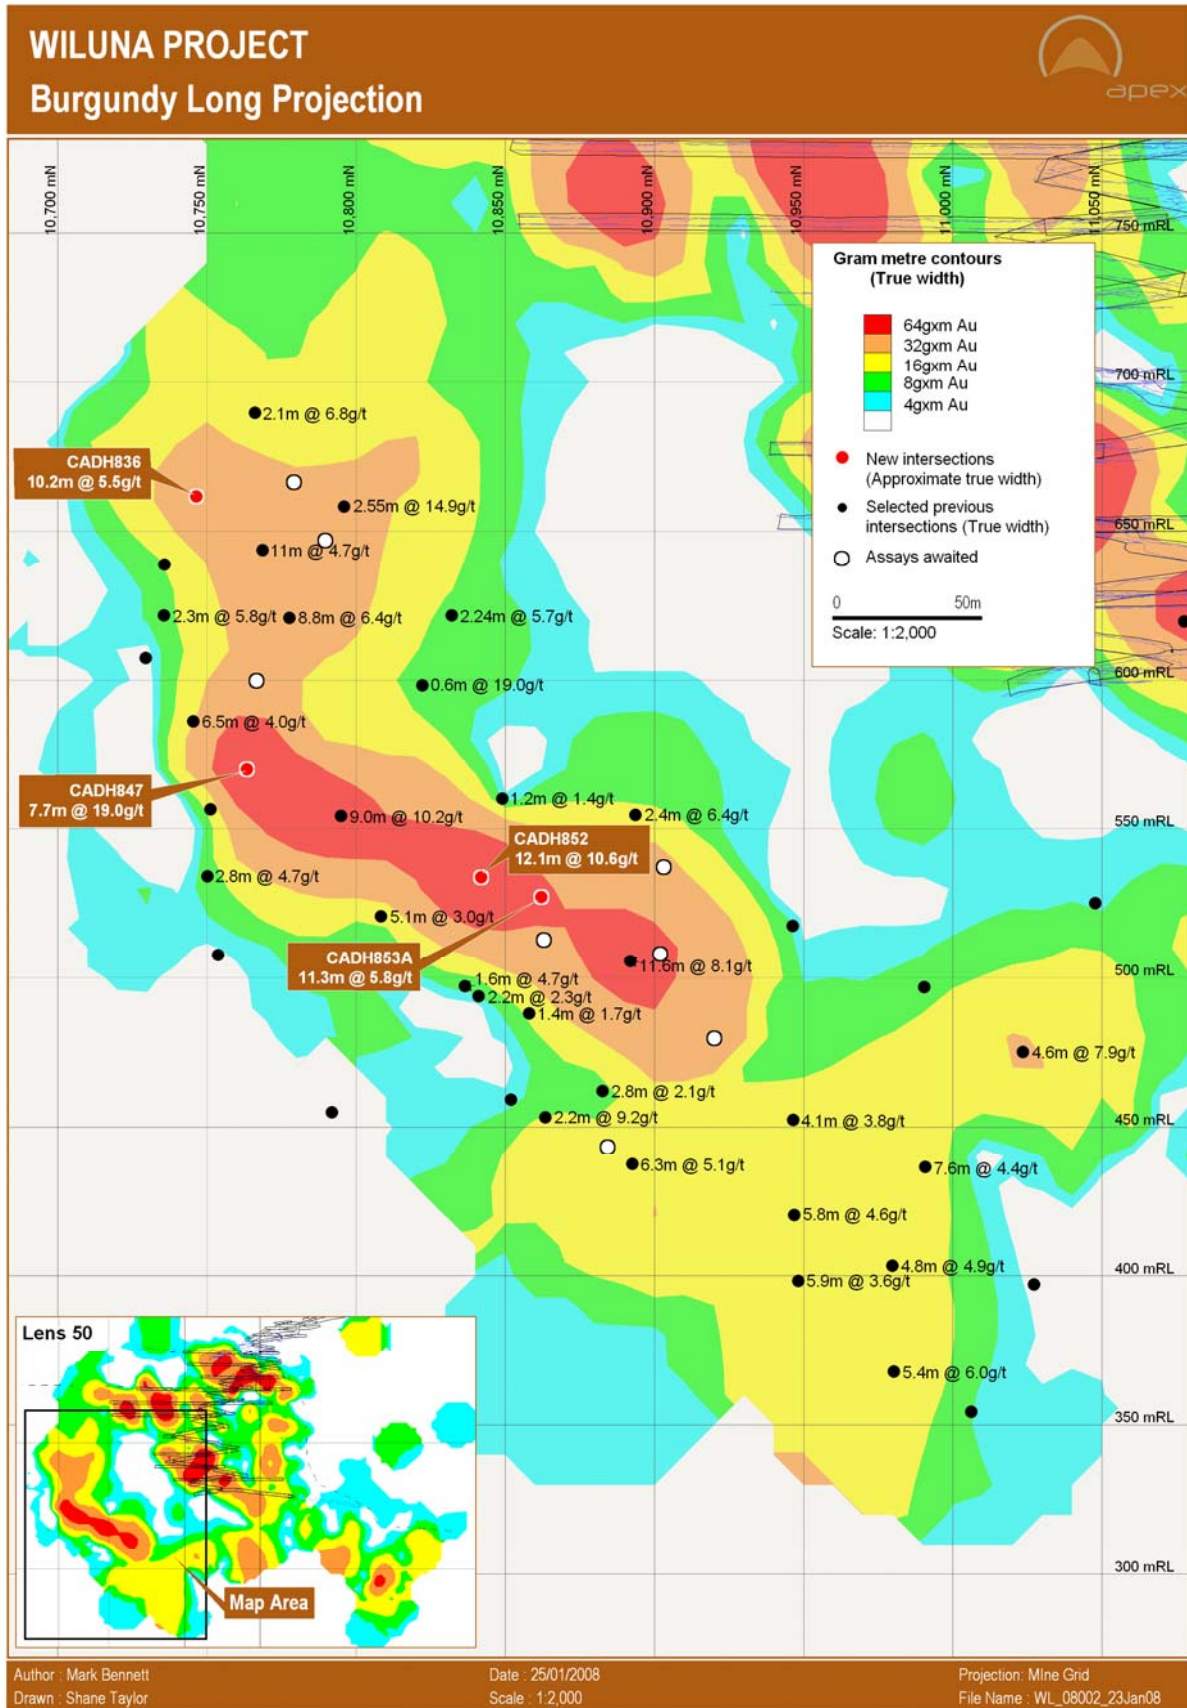 WILUNA PROJECT
Burgundy Long Projection
apex
10,700 mN
10,750 mN
10,800 mN
10,850 mN
10,900 mN
10,950 mN
11,000 mN
11,050 mN
750 mRL
Gram metre contours
(True width)
64gxm Au
32gxm Au
16gxm Au
8gxm Au
4gxm Au
New intersections
(Approximate true width)
Selected previous
intersections (True width)
Assays awaited
0 50m
Scale: 1:2,000
700 mRL
650 mRL
600 mRL
550 mRL
500 mRL
450 mRL
400 mRL
350 mRL
300 mRL
2.1m @ 6.8g/t
CADH836
10.2m @ 5.5g/t
2.55m @ 14.9g/t
11m @ 4.7g/t
2.3m @ 5.8g/t
8.8m @ 6.4g/t
2.24m @ 5.7g/t
0.6m @ 19.0g/t
6.5m @ 4.0g/t
CADH847
7.7m @ 19.0g/t
9.0m @ 10.2g/t
1.2m @ 1.4g/t
2.4m @ 6.4g/t
CADH852
12.1m @ 10.6g/t
2.8m @ 4.7g/t
5.1m @ 3.0g/t
CADH853A
11.3m @ 5.8g/t
11.6m @ 8.1g/t
1.6m @ 4.7g/t
2.2m @ 2.3g/t
1.4m @ 1.7g/t
4.6m @ 7.9g/t
2.8m @ 2.1g/t
2.2m @ 9.2g/t
4.1m @ 3.8g/t
6.3m @ 5.1g/t
7.6m @ 4.4g/t
5.8m @ 4.6g/t
4.8m @ 4.9g/t
5.9m @ 3.6g/t
5.4m @ 6.0g/t
Lens 50
Map Area
Author : Mark Bennett
Drawn : Shane Taylor
Date : 25/01/2008
Scale : 1:2,000
Projection: MIne Grid
File Name : WL_08002_23Jan08